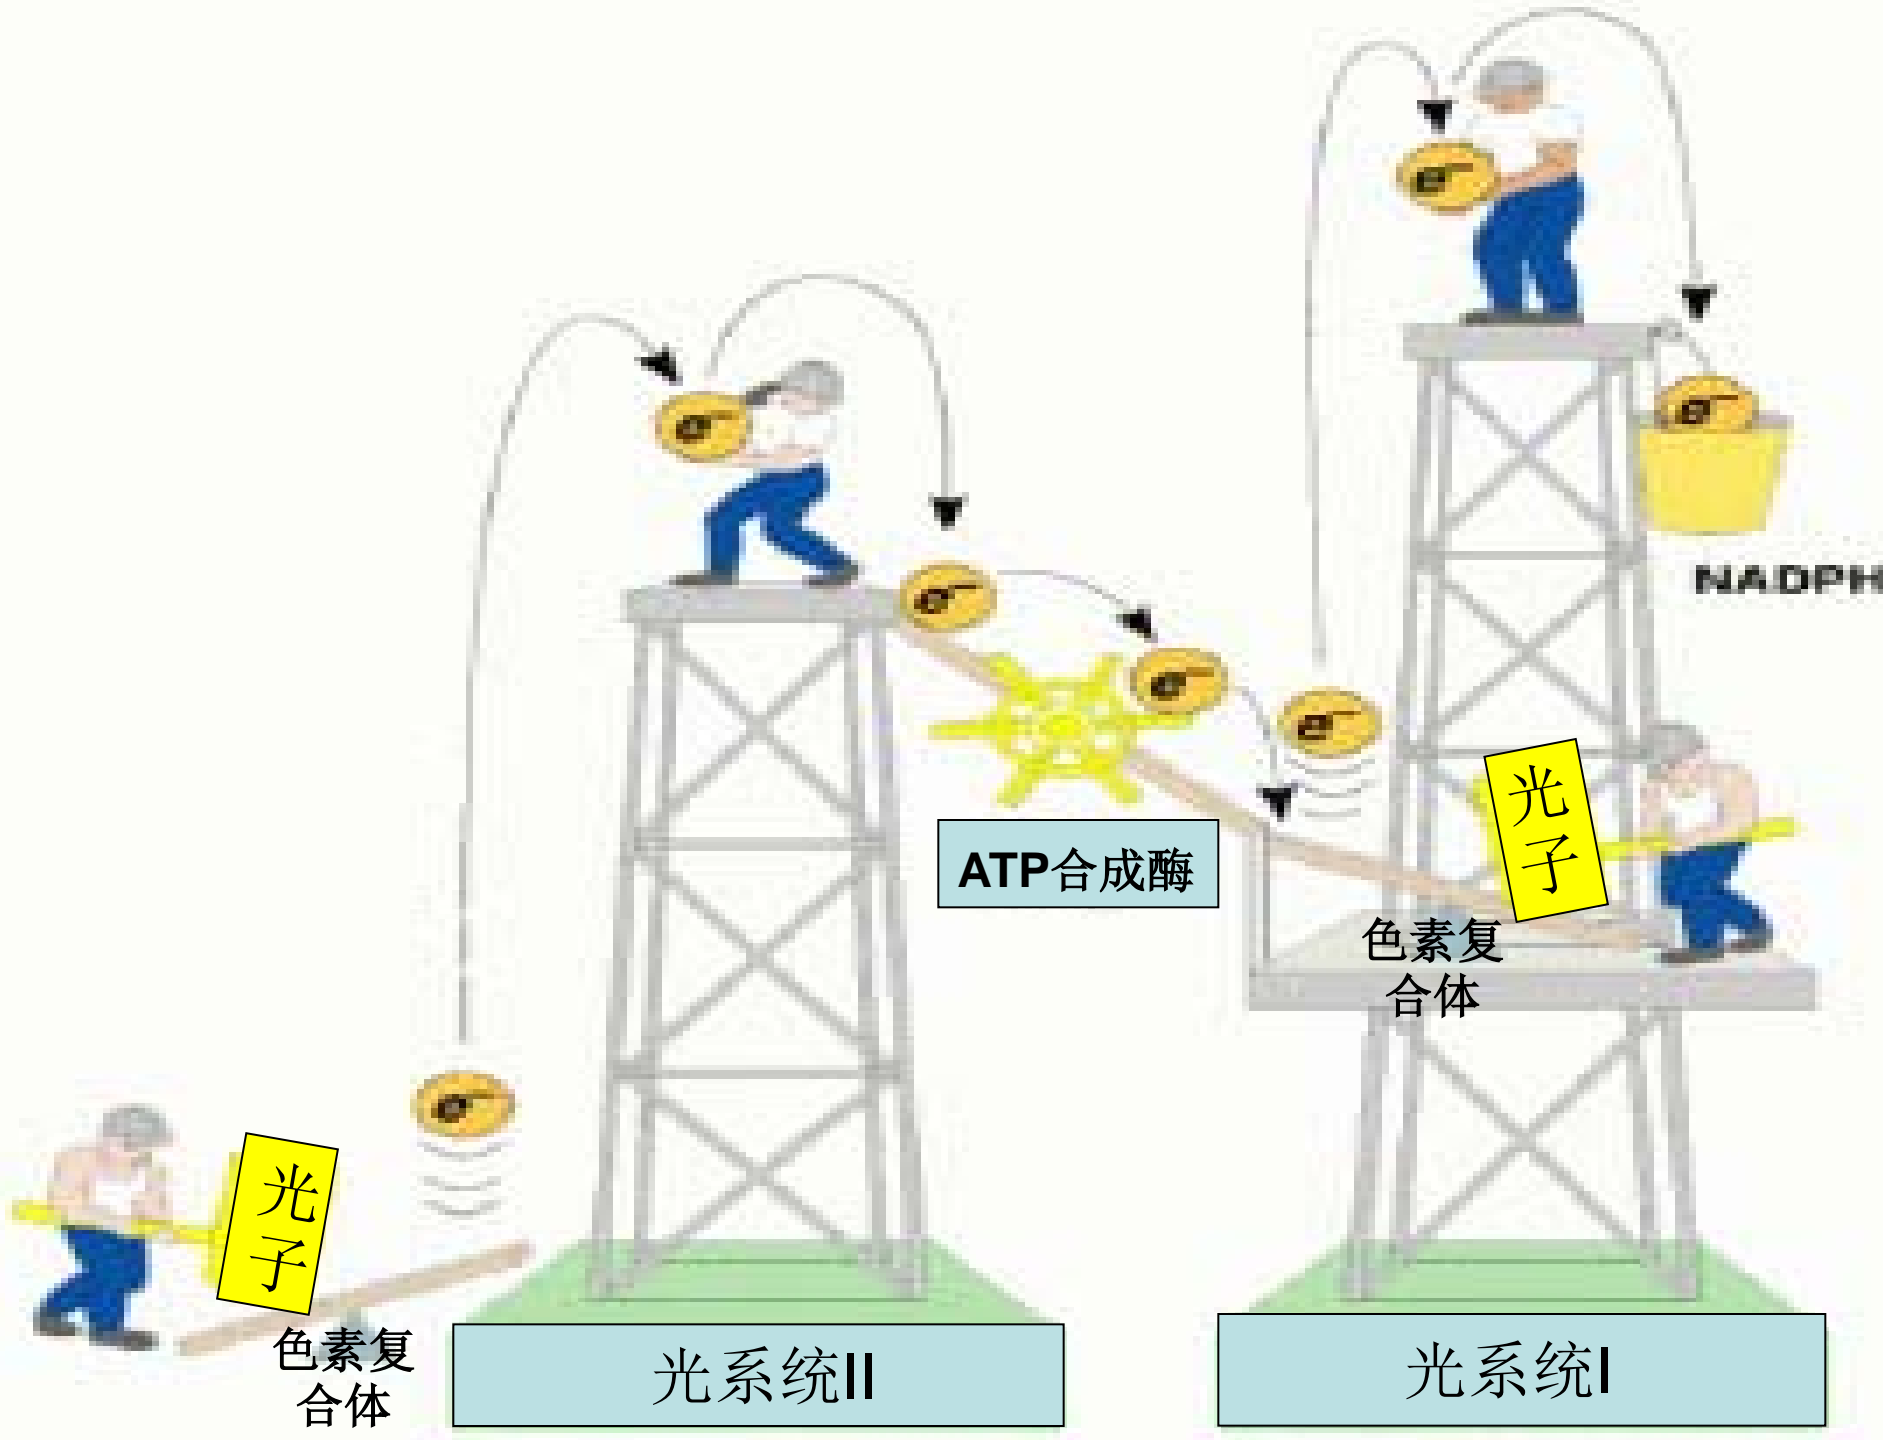 e-
e-
e-
NADPH
e-
e-
e-
光
子
ATP合成酶
色素复
合体
e-
光
子
色素复
合体
光系统II
光系统I